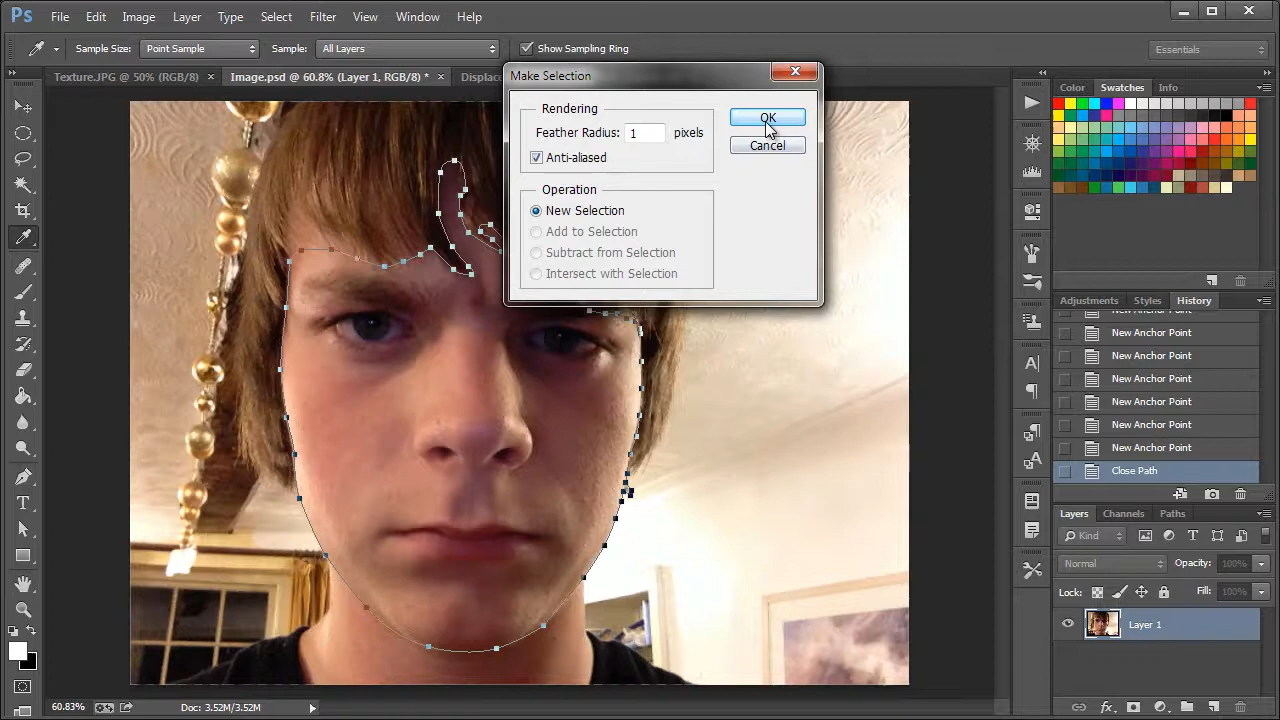 Ps File Edit Image Layer Type Select Filter View Window Help
Sample Size: Point Sample Sample: All Layers Show Sampling Ring Essentials
Texture.JPG @ 50% (RGB/8) × Image.psd @ 60.8% (Layer 1, RGB/8) * × Displace
Make Selection
Rendering
Feather Radius: 1 pixels
Anti-aliased
OK
Cancel
Operation
New Selection
Add to Selection
Subtract from Selection
Intersect with Selection
Color Swatches Info
Adjustments Styles History
New Anchor Point
New Anchor Point
New Anchor Point
New Anchor Point
New Anchor Point
New Anchor Point
New Anchor Point
Close Path
Layers Channels Paths
Kind
Normal Opacity: 100%
Lock: Fill: 100%
Layer 1
60.83% Doc: 3.52M/3.52M